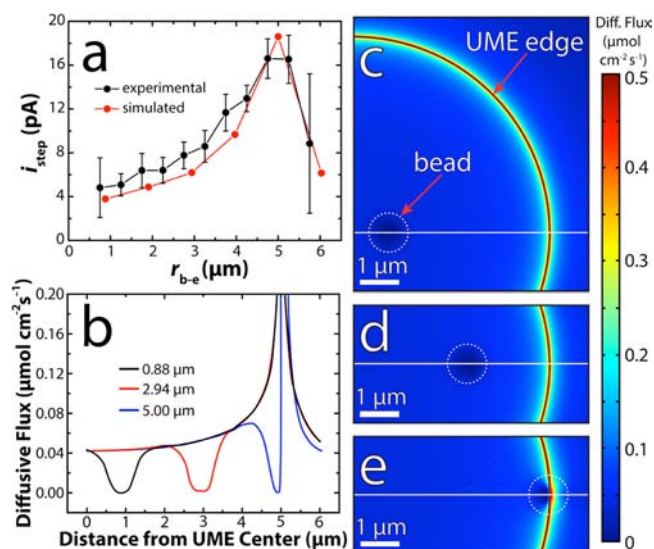 a
experimental
simulated
i_step (pA)
20
16
12
8
4
0
0 1 2 3 4 5 6
r_b-e (μm)
b
0.88 μm
2.94 μm
5.00 μm
Diffusive Flux (μmol cm⁻²s⁻¹)
0.20
0.16
0.12
0.08
0.04
0.00
0 1 2 3 4 5 6
Distance from UME Center (μm)
c
UME edge
bead
1 μm
d
1 μm
e
1 μm
Diff. Flux
(μmol
cm⁻² s⁻¹)
0.5
0.4
0.3
0.2
0.1
0